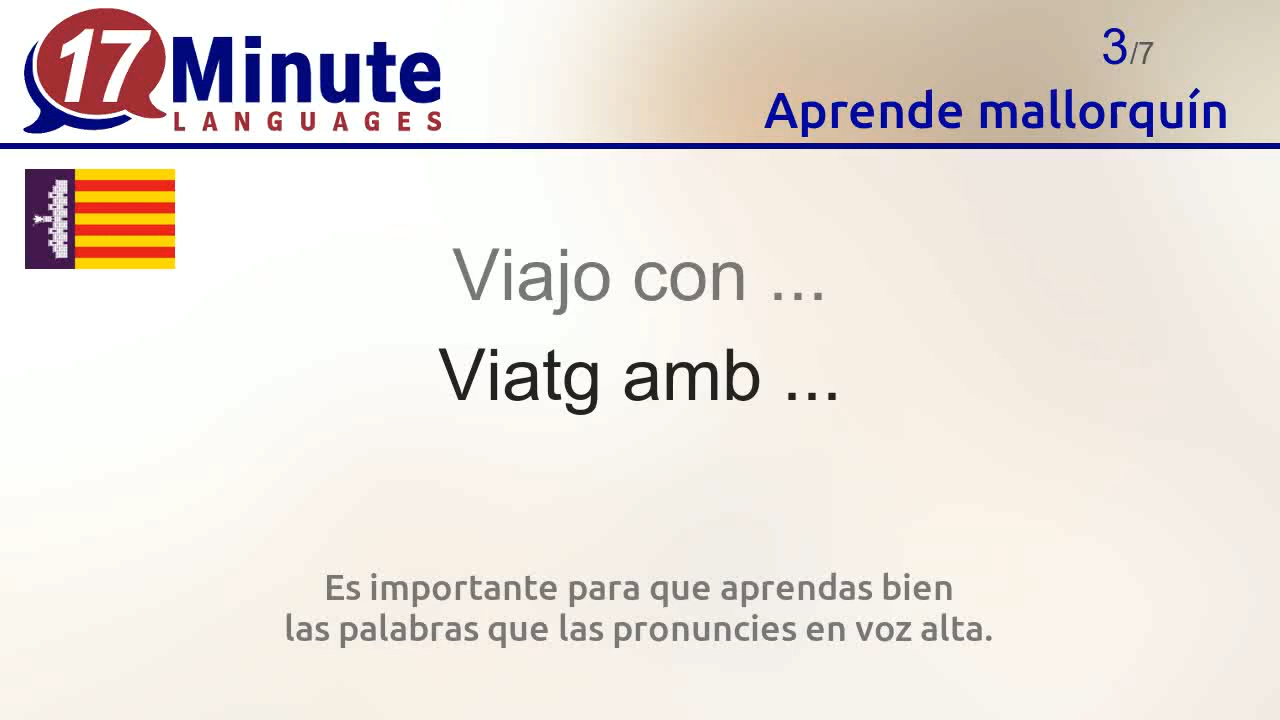 17 Minute
LANGUAGES
3/7
Aprende mallorquín
Viajo con ...
Viatg amb ...
Es importante para que aprendas bien
las palabras que las pronuncies en voz alta.